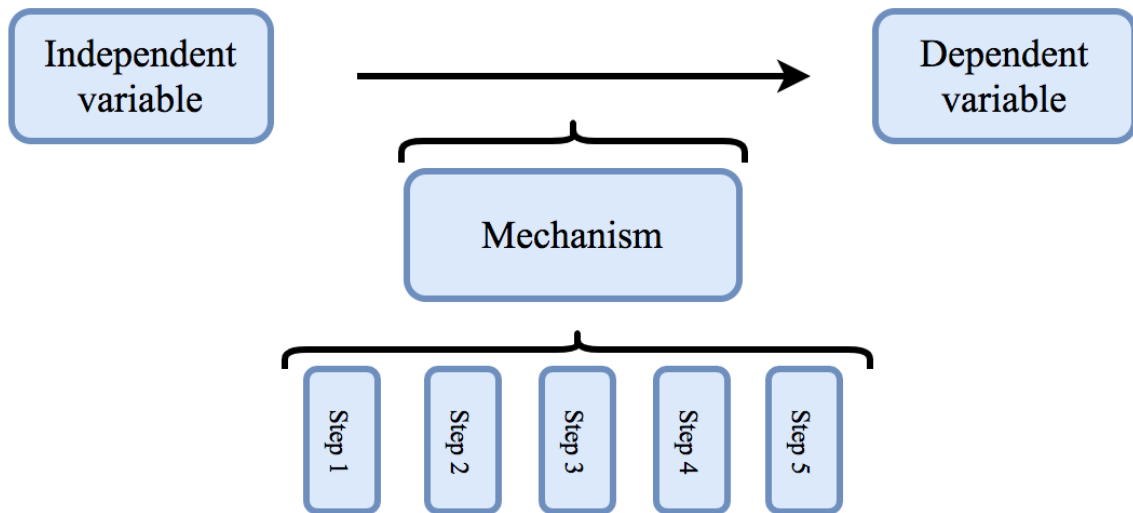 Independent
variable
Dependent
variable
Mechanism
Step 1
Step 2
Step 3
Step 4
Step 5